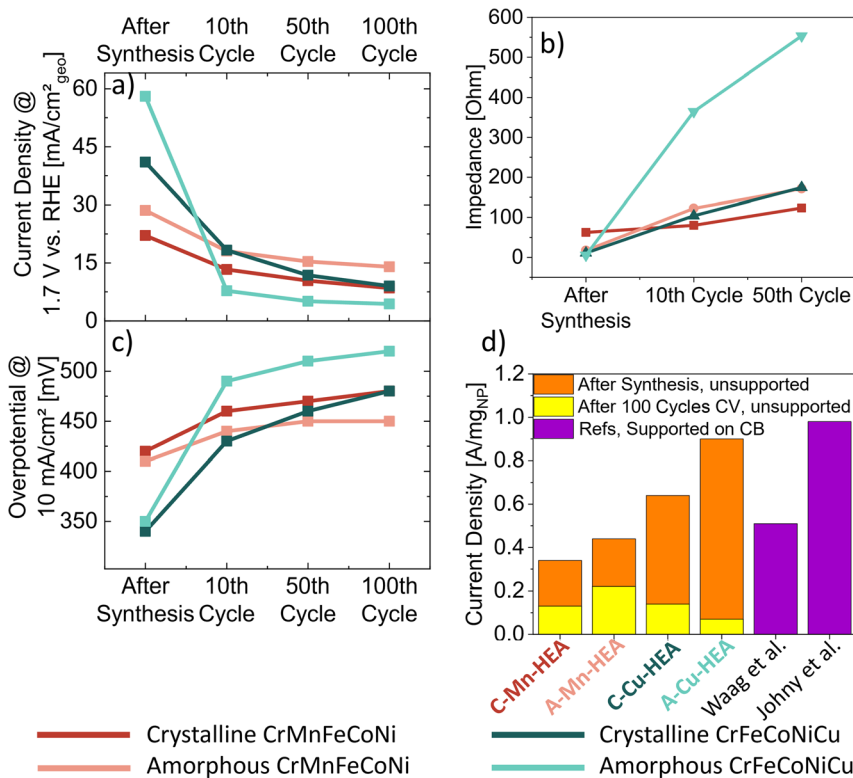 After Synthesis
10th Cycle
50th Cycle
100th Cycle
a)
Current Density @
1.7 V vs. RHE [mA/cm²geo]
60
45
30
15
0
b)
Impedance [Ohm]
600
500
400
300
200
100
0
After Synthesis
10th Cycle
50th Cycle
c)
Overpotential @
10 mA/cm² [mV]
500
450
400
350
After Synthesis
10th Cycle
50th Cycle
100th Cycle
d)
After Synthesis, unsupported
After 100 Cycles CV, unsupported
Refs, Supported on CB
Current Density [A/mgNP]
1.2
1.0
0.8
0.6
0.4
0.2
0.0
C-Mn-HEA
A-Mn-HEA
C-Cu-HEA
A-Cu-HEA
Waag et al.
Johny et al.
Crystalline CrMnFeCoNi
Amorphous CrMnFeCoNi
Crystalline CrFeCoNiCu
Amorphous CrFeCoNiCu